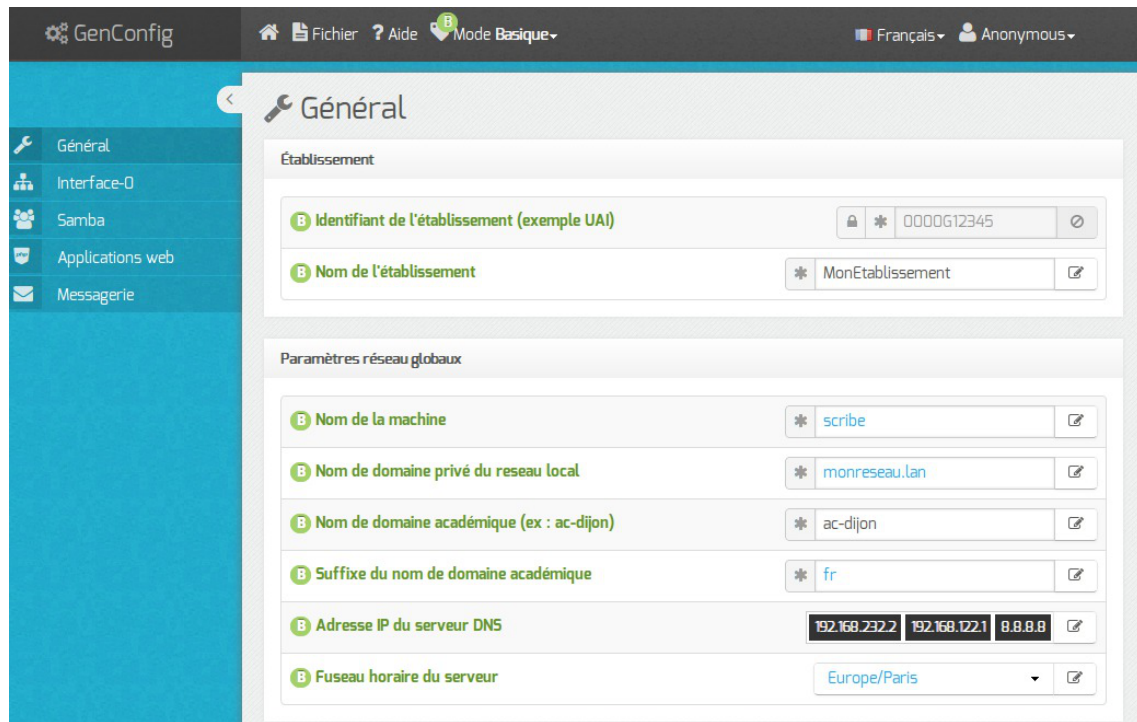 GenConfig Fichier ? Aide B Mode Basique Français Anonymous
Général
Général
Établissement
Interface-0
B Identifiant de l'établissement (exemple UAI) * 0000G12345
Samba
Applications web
B Nom de l'établissement * MonEtablissement
Messagerie
Paramètres réseau globaux
B Nom de la machine * scribe
B Nom de domaine privé du reseau local * monreseau.lan
B Nom de domaine académique (ex : ac-dijon) * ac-dijon
B Suffixe du nom de domaine académique * fr
B Adresse IP du serveur DNS 192.168.232.2 192.168.122.1 8.8.8.8
B Fuseau horaire du serveur Europe/Paris